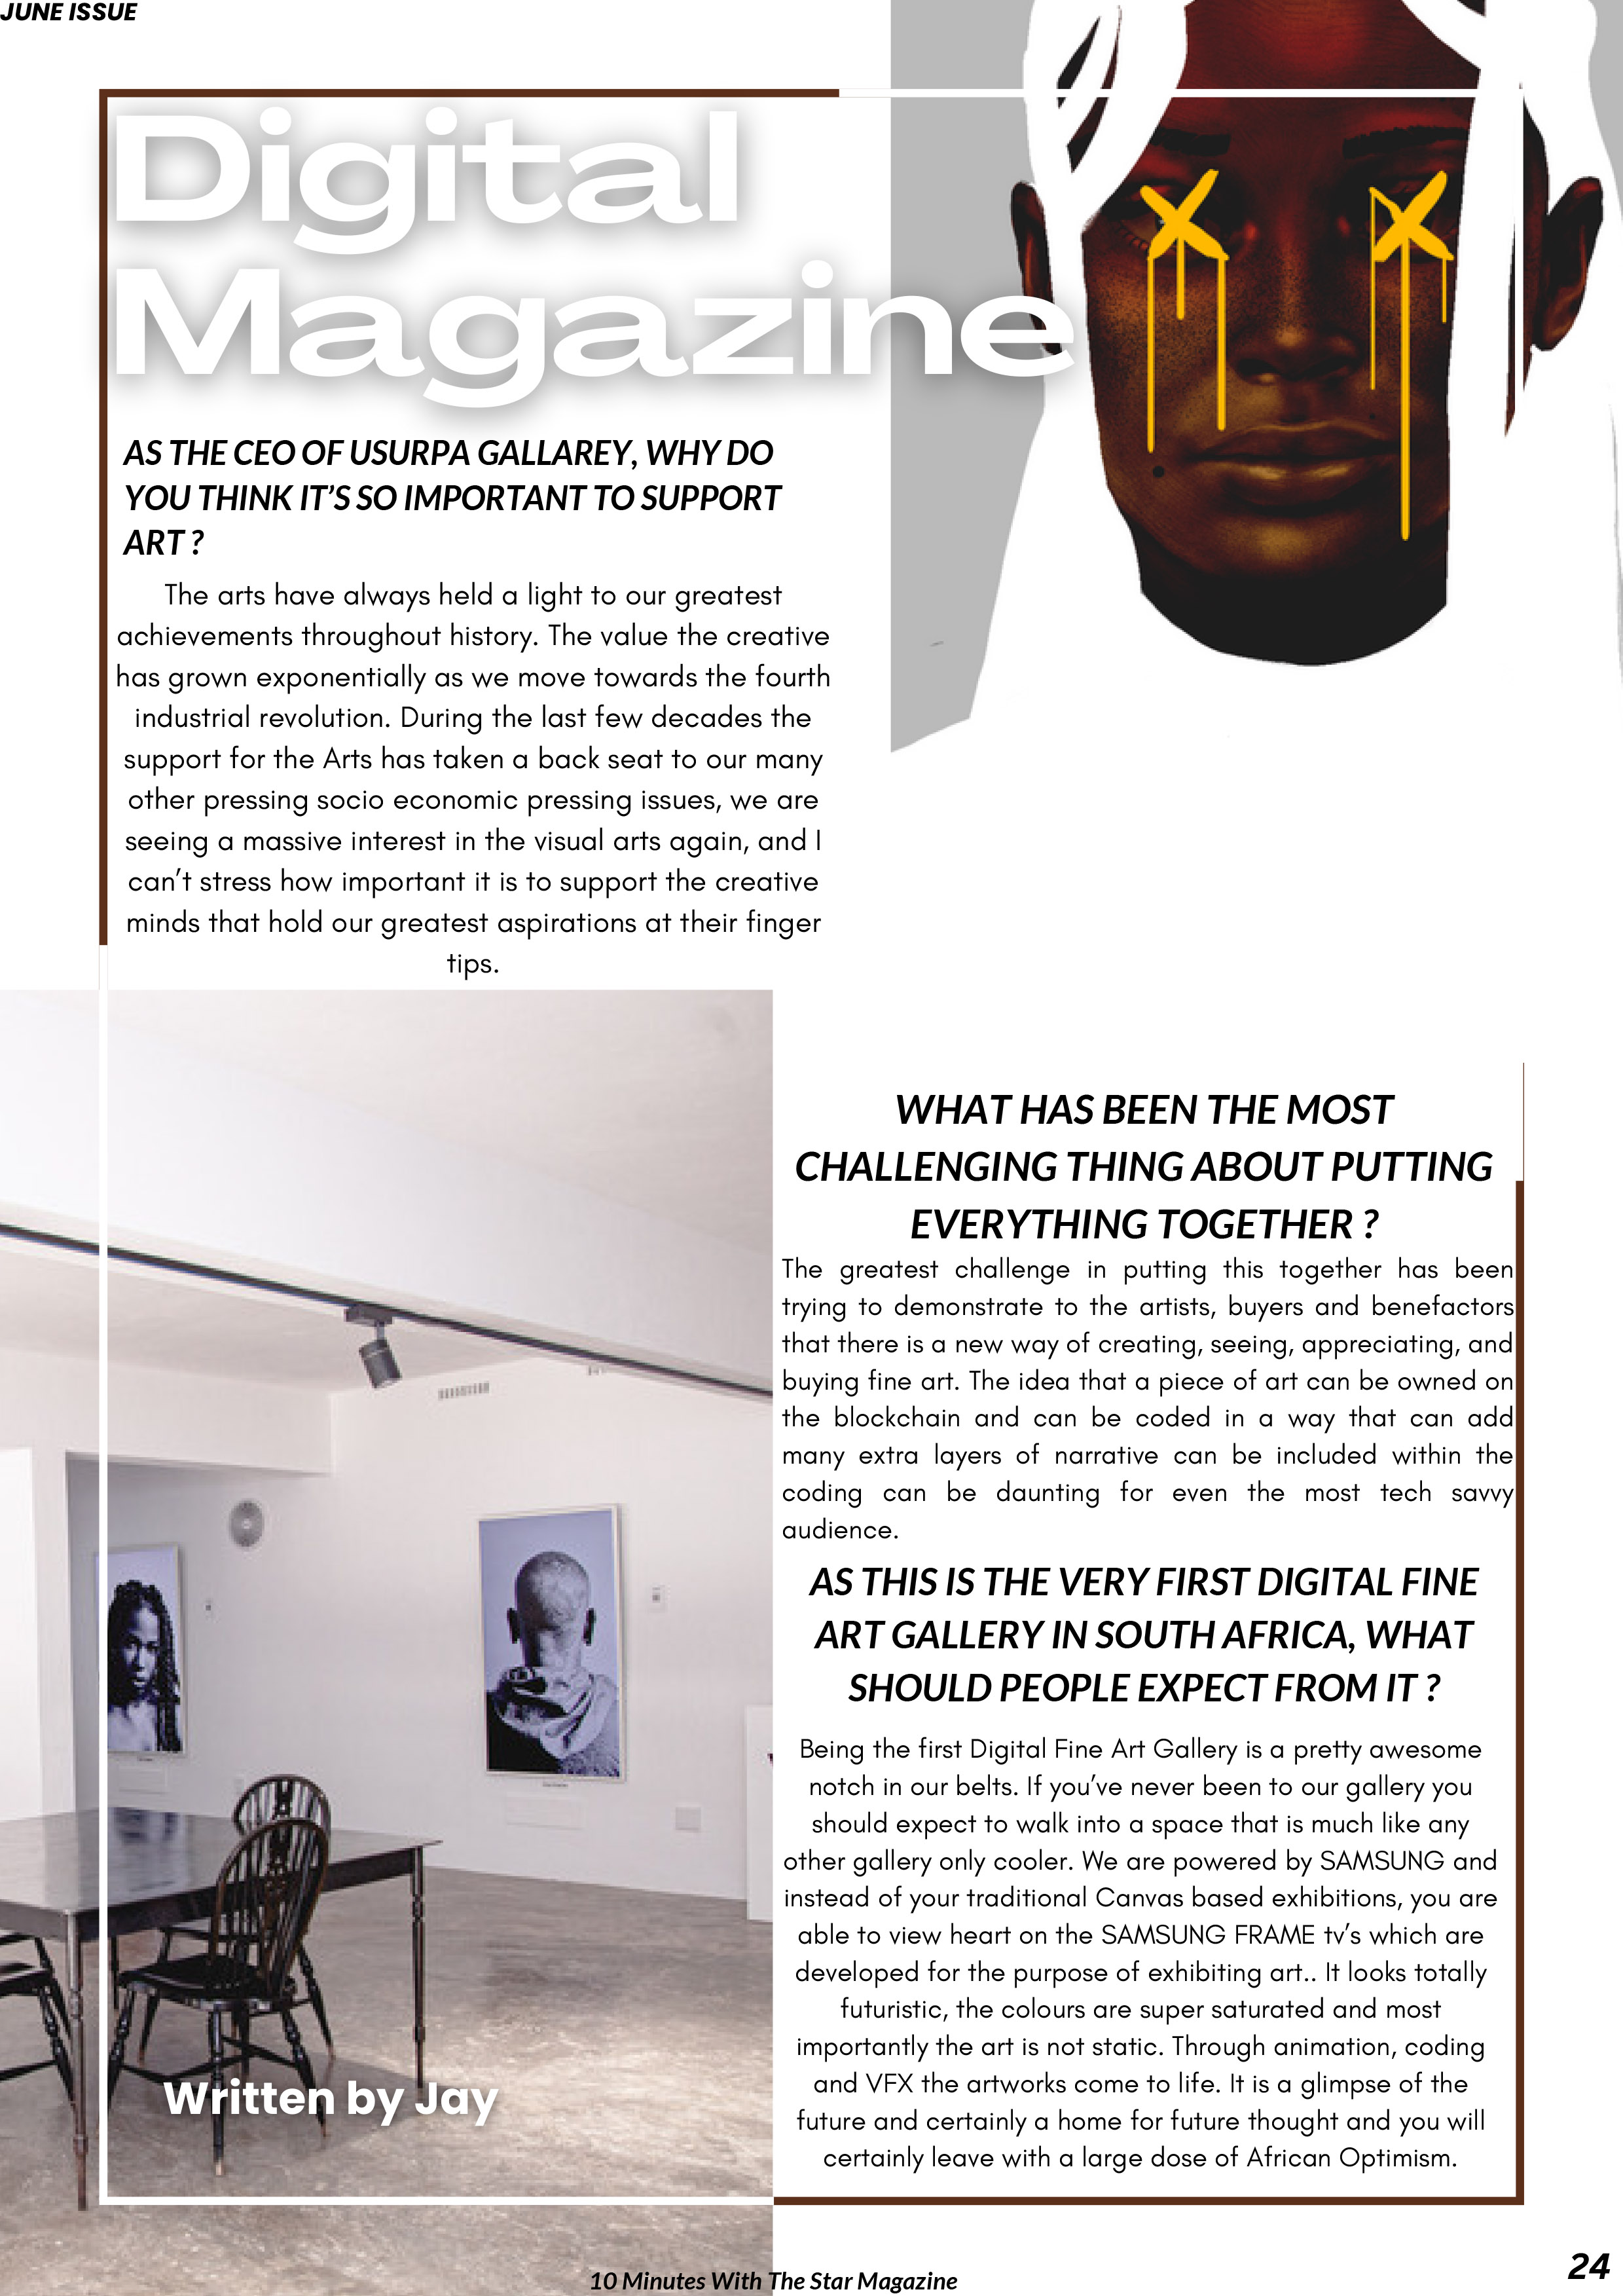 JUNE ISSUE
Digital
Magazine
AS THE CEO OF USURPA GALLAREY, WHY DO
YOU THINK IT'S SO IMPORTANT TO SUPPORT
ART ?
The arts have always held a light to our greatest
achievements throughout history. The value the creative
has grown exponentially as we move towards the fourth
industrial revolution. During the last few decades the
support for the Arts has taken a back seat to our many
other pressing socio economic pressing issues, we are
seeing a massive interest in the visual arts again, and I
can't stress how important it is to support the creative
minds that hold our greatest aspirations at their finger
tips.
WHAT HAS BEEN THE MOST
CHALLENGING THING ABOUT PUTTING
EVERYTHING TOGETHER ?
The greatest challenge in putting this together has been
trying to demonstrate to the artists, buyers and benefactors
that there is a new way of creating, seeing, appreciating, and
buying fine art. The idea that a piece of art can be owned on
the blockchain and can be coded in a way that can add
many extra layers of narrative can be included within the
coding can be daunting for even the most tech savvy
audience.
AS THIS IS THE VERY FIRST DIGITAL FINE
ART GALLERY IN SOUTH AFRICA, WHAT
SHOULD PEOPLE EXPECT FROM IT ?
Being the first Digital Fine Art Gallery is a pretty awesome
notch in our belts. If you've never been to our gallery you
should expect to walk into a space that is much like any
other gallery only cooler. We are powered by SAMSUNG and
instead of your traditional Canvas based exhibitions, you are
able to view heart on the SAMSUNG FRAME tv's which are
developed for the purpose of exhibiting art.. It looks totally
futuristic, the colours are super saturated and most
importantly the art is not static. Through animation, coding
and VFX the artworks come to life. It is a glimpse of the
future and certainly a home for future thought and you will
certainly leave with a large dose of African Optimism.
Written by Jay
10 Minutes With The Star Magazine
24